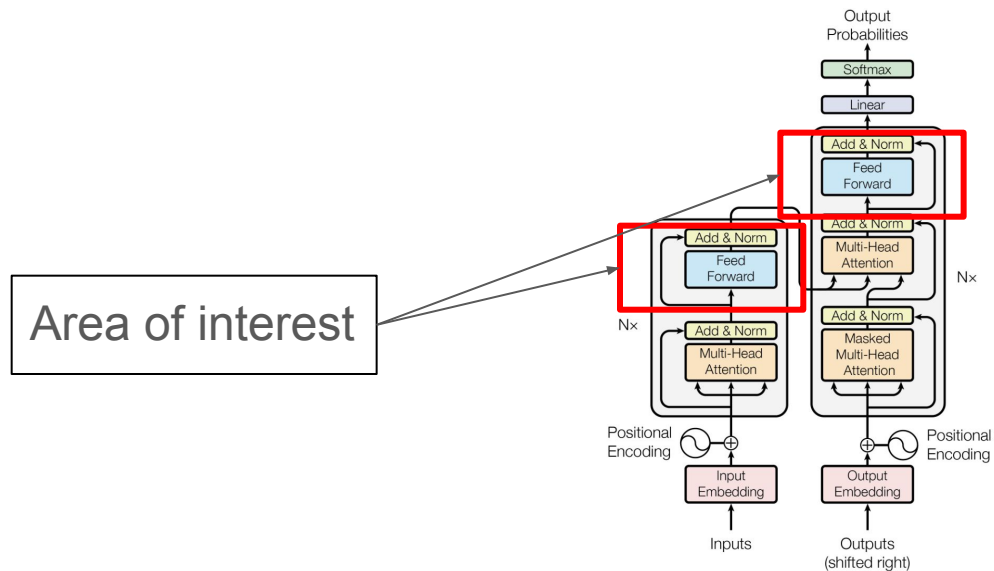 Output
Probabilities
Softmax
Linear
Add & Norm
Feed
Forward
Add & Norm
Multi-Head
Attention
N×
Add & Norm
Masked
Multi-Head
Attention
Add & Norm
Feed
Forward
N×
Add & Norm
Multi-Head
Attention
Area of interest
Positional
Encoding
Positional
Encoding
Input
Embedding
Output
Embedding
Inputs
Outputs
(shifted right)